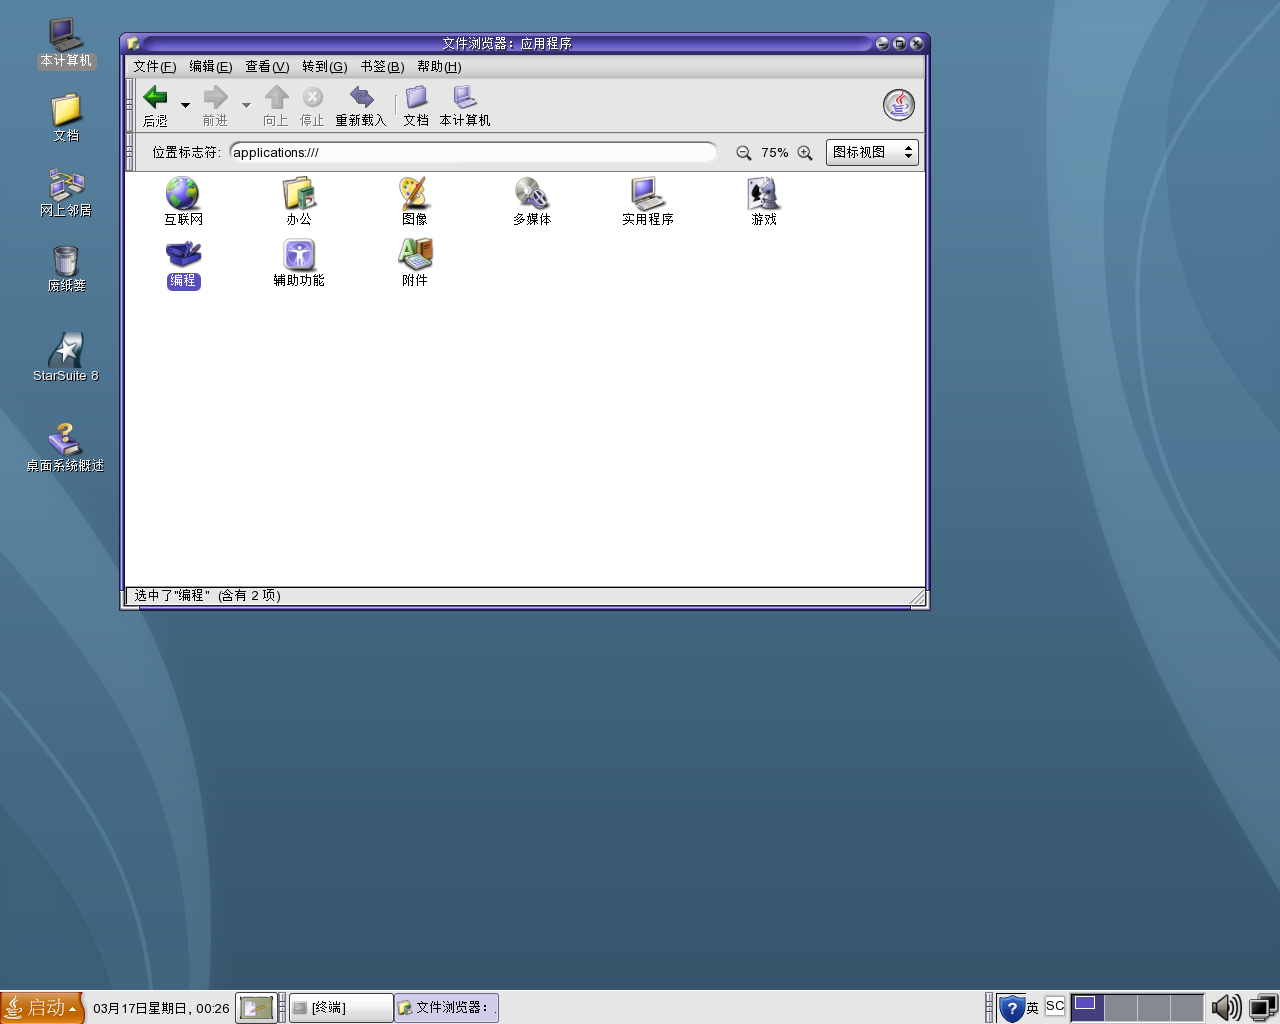 本计算机
文档
网上邻居
废纸篓
StarSuite 8
桌面系统概述
文件浏览器：应用程序
文件(F) 编辑(E) 查看(V) 转到(G) 书签(B) 帮助(H)
后退 前进 向上 停止 重新载入 文档 本计算机
位置标志符: applications:/// 75% 图标视图
互联网 办公 图像 多媒体 实用程序 游戏
编程 辅助功能 附件
选中了"编程" (含有 2 项)
启动 03月17日星期日, 00:26 [终端] 文件浏览器：. 英 SC